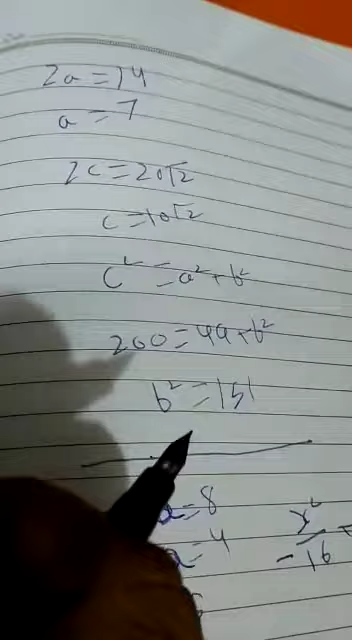 2a = 14
a = 7
2c = 20√2
c = 10√2
c² = a² + b²
200 = 49 + b²
b² = 151
a = 8
a = 4
x²
-16